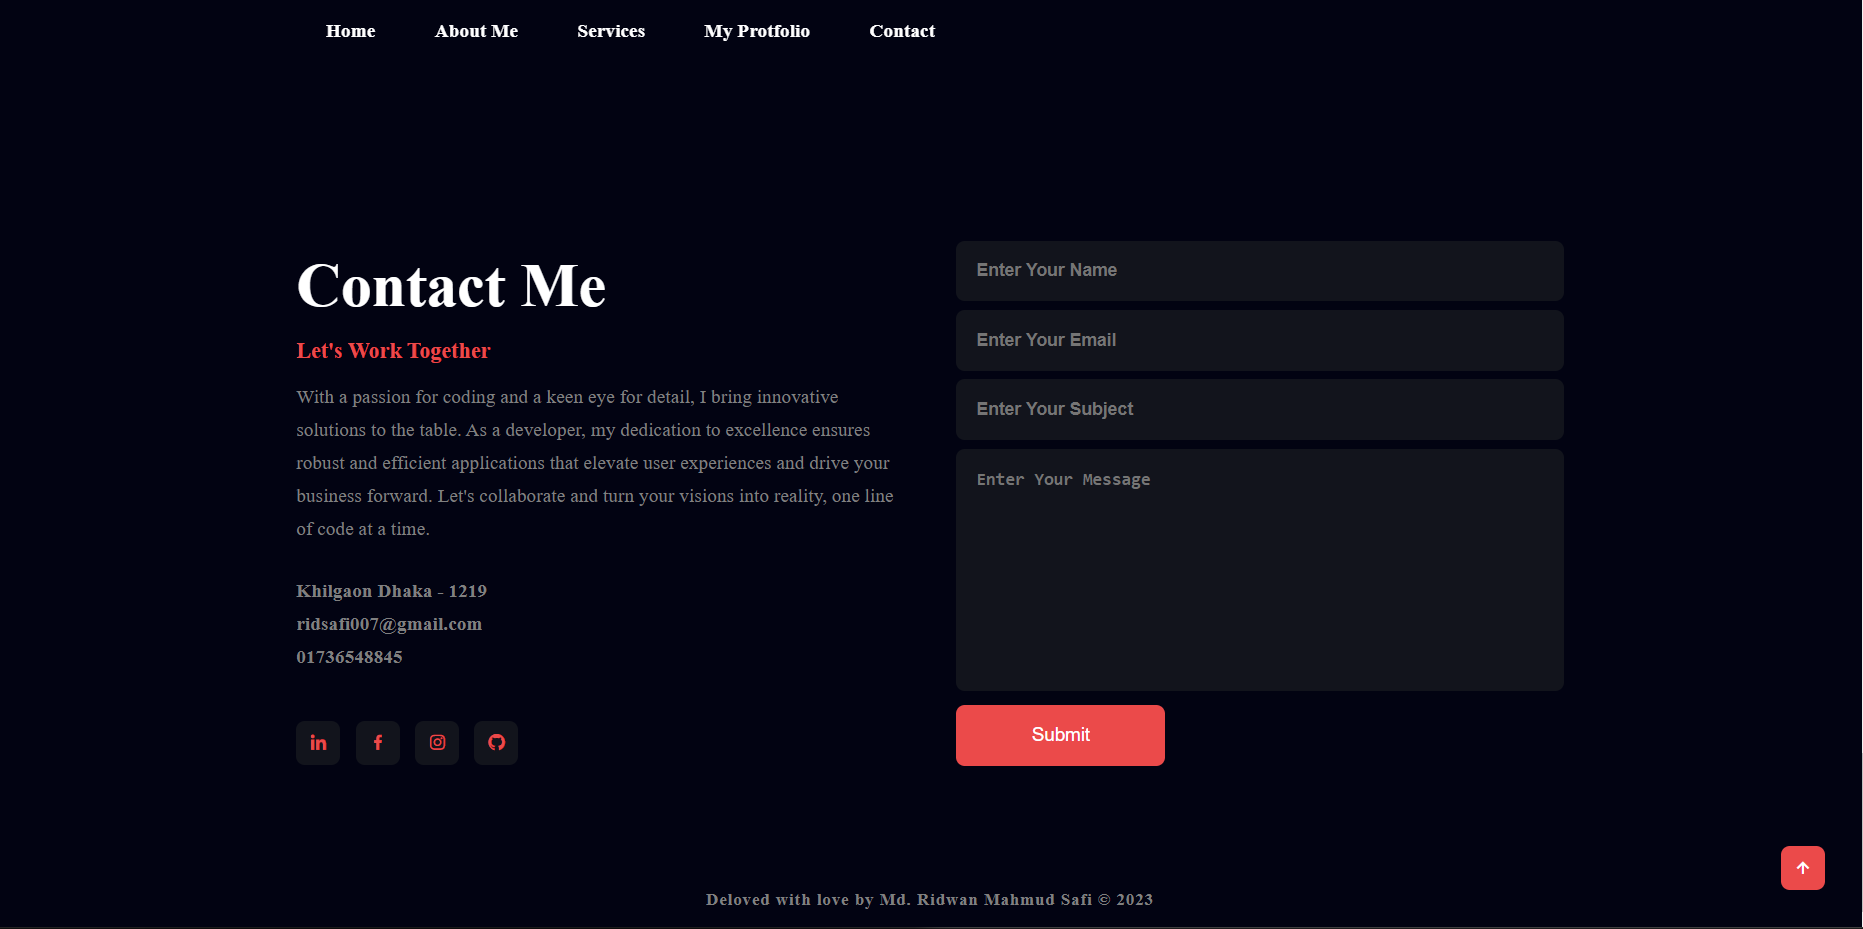 Home About Me Services My Protfolio Contact
Contact Me
Let's Work Together
With a passion for coding and a keen eye for detail, I bring innovative
solutions to the table. As a developer, my dedication to excellence ensures
robust and efficient applications that elevate user experiences and drive your
business forward. Let's collaborate and turn your visions into reality, one line
of code at a time.
Khilgaon Dhaka - 1219
ridsafi007@gmail.com
01736548845
Enter Your Name
Enter Your Email
Enter Your Subject
Enter Your Message
Submit
Deloved with love by Md. Ridwan Mahmud Safi © 2023